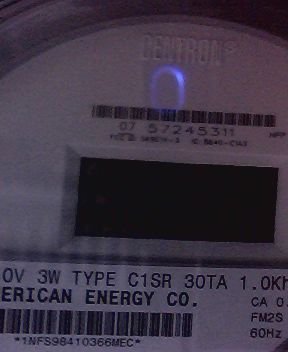 CENTRON®
07 57245311
0V 3W TYPE C1SR 30TA 1.0Kh
ERICAN ENERGY CO.
CA 0.
FM2S
60Hz
*1NFS98410366MEC*